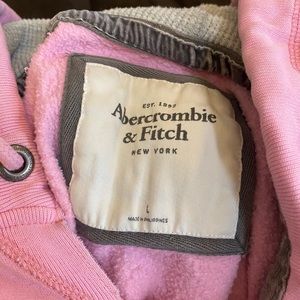 EST. 1892
Abercrombie
& Fitch
NEW YORK
L
MADE IN PHILIPPINES